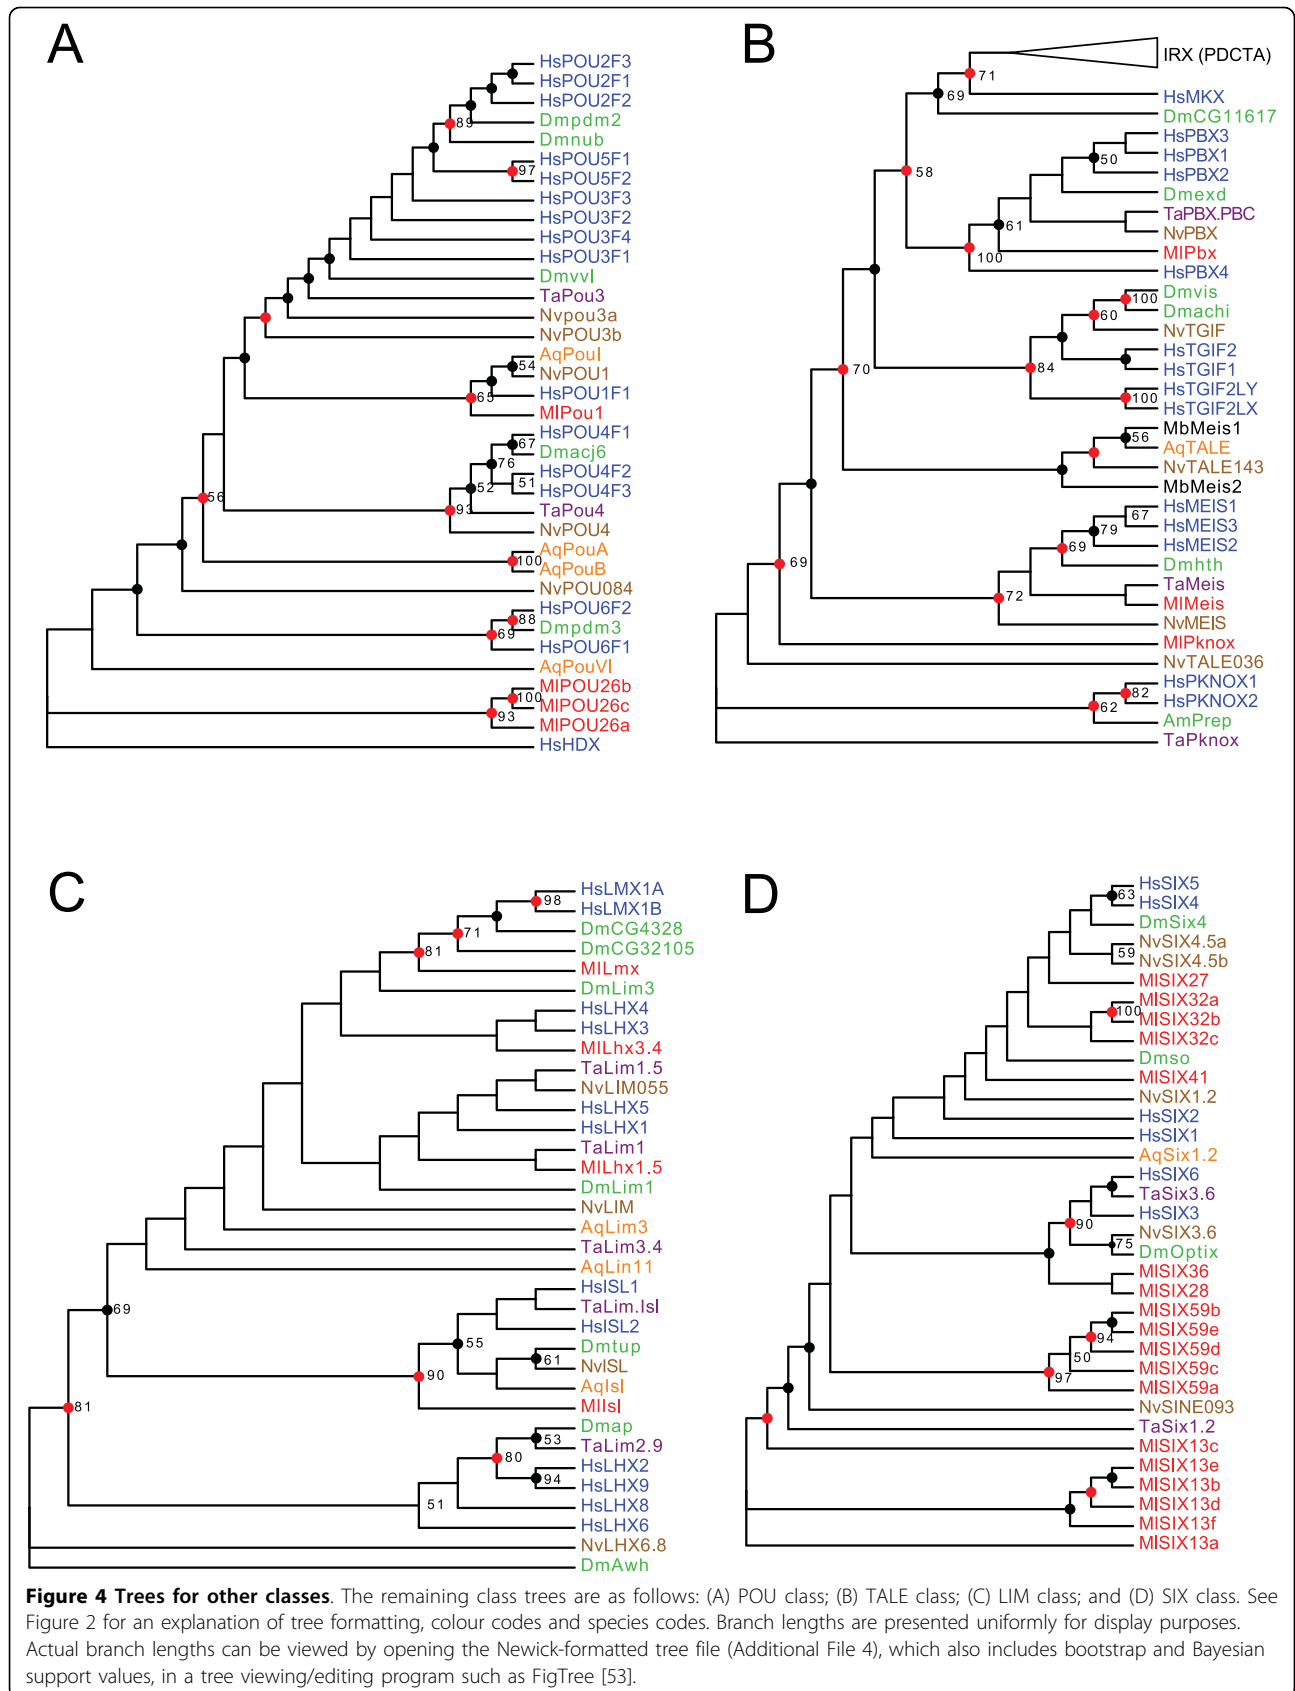 A
HsPOU2F3
HsPOU2F1
HsPOU2F2
Dmpdm2
89
Dmnub
HsPOU5F1
97
HsPOU5F2
HsPOU3F3
HsPOU3F2
HsPOU3F4
HsPOU3F1
Dmvvl
TaPou3
Nvpou3a
NvPOU3b
AqPouI
54
NvPOU1
HsPOU1F1
65
MlPou1
HsPOU4F1
67
Dmacj6
76
HsPOU4F2
51
52
HsPOU4F3
TaPou4
93
NvPOU4
56
AqPouA
100
AqPouB
NvPOU084
HsPOU6F2
88
Dmpdm3
69
HsPOU6F1
AqPouVI
MlPOU26b
100
MlPOU26c
93
MlPOU26a
HsHDX
B
IRX (PDCTA)
71
69
HsMKX
DmCG11617
HsPBX3
50
HsPBX1
58
HsPBX2
Dmexd
TaPBX.PBC
61
NvPBX
MlPbx
100
HsPBX4
Dmvis
100
Dmachi
60
NvTGIF
HsTGIF2
70
84
HsTGIF1
HsTGIF2LY
100
HsTGIF2LX
MbMeis1
56
AqTALE
NvTALE143
MbMeis2
HsMEIS1
67
HsMEIS3
79
HsMEIS2
69
69
Dmhth
TaMeis
72
MlMeis
NvMEIS
MlPknox
NvTALE036
HsPKNOX1
82
HsPKNOX2
62
AmPrep
TaPknox
C
HsLMX1A
98
HsLMX1B
DmCG4328
71
DmCG32105
81
MlLmx
DmLim3
HsLHX4
HsLHX3
MlLhx3.4
TaLim1.5
NvLIM055
HsLHX5
HsLHX1
TaLim1
MlLhx1.5
DmLim1
NvLIM
AqLim3
TaLim3.4
AqLin11
HsISL1
69
TaLim.Isl
HsISL2
55
Dmtup
61
NvISL
90
AqIsl
MlIsl
81
Dmap
53
TaLim2.9
80
HsLHX2
94
HsLHX9
51
HsLHX8
HsLHX6
NvLHX6.8
DmAwh
D
HsSIX5
63
HsSIX4
DmSix4
NvSIX4.5a
59
NvSIX4.5b
MlSIX27
MlSIX32a
100
MlSIX32b
MlSIX32c
Dmso
MlSIX41
NvSIX1.2
HsSIX2
HsSIX1
AqSix1.2
HsSIX6
TaSix3.6
HsSIX3
90
NvSIX3.6
75
DmOptix
MlSIX36
MlSIX28
MlSIX59b
MlSIX59e
94
MlSIX59d
50
MlSIX59c
97
MlSIX59a
NvSINE093
TaSix1.2
MlSIX13c
MlSIX13e
MlSIX13b
MlSIX13d
MlSIX13f
MlSIX13a
Figure 4 Trees for other classes. The remaining class trees are as follows: (A) POU class; (B) TALE class; (C) LIM class; and (D) SIX class. See
Figure 2 for an explanation of tree formatting, colour codes and species codes. Branch lengths are presented uniformly for display purposes.
Actual branch lengths can be viewed by opening the Newick-formatted tree file (Additional File 4), which also includes bootstrap and Bayesian
support values, in a tree viewing/editing program such as FigTree [53].